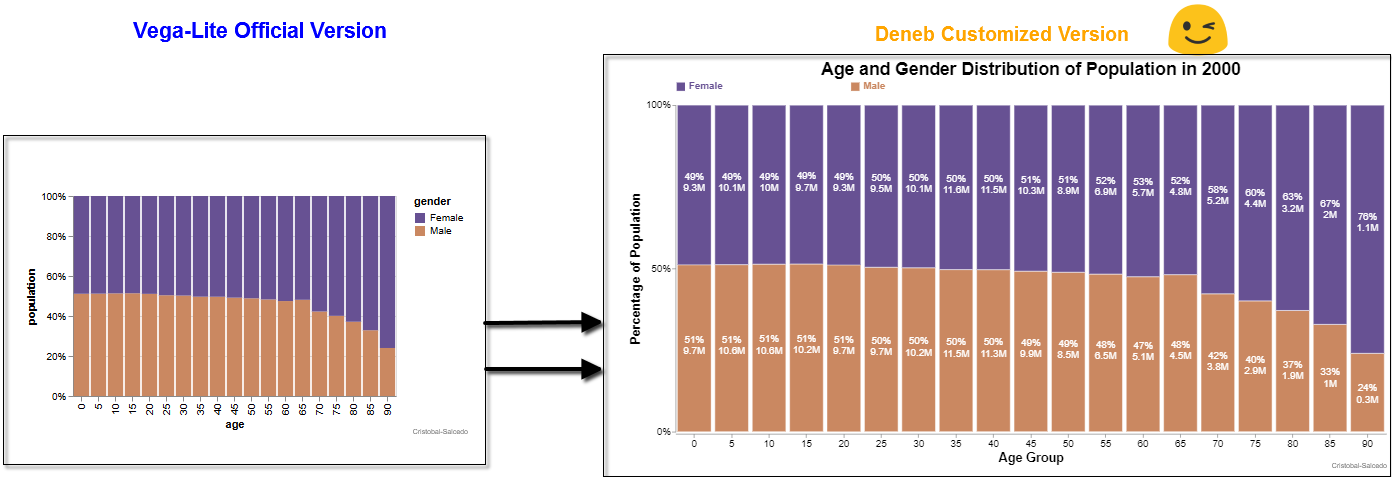 Vega-Lite Official Version
Deneb Customized Version
100%
80%
60%
40%
20%
0%
population
0 5 10 15 20 25 30 35 40 45 50 55 60 65 70 75 80 85 90
age
gender
Female
Male
Cristobal-Salcedo
Age and Gender Distribution of Population in 2000
Female Male
100%
50%
0%
Percentage of Population
49% 49% 49% 49% 49% 50% 50% 50% 50% 51% 51% 52% 53% 52% 58% 60% 63% 67% 76%
9.3M 10.1M 10M 9.7M 9.3M 9.5M 10.1M 11.6M 11.5M 10.3M 8.9M 6.9M 5.7M 4.8M 5.2M 4.4M 3.2M 2M 1.1M
51% 51% 51% 51% 51% 50% 50% 50% 50% 49% 49% 48% 47% 48% 42% 40% 37% 33% 24%
9.7M 10.6M 10.6M 10.2M 9.7M 9.7M 10.2M 11.5M 11.3M 9.9M 8.5M 6.5M 5.1M 4.5M 3.8M 2.9M 1.9M 1M 0.3M
0 5 10 15 20 25 30 35 40 45 50 55 60 65 70 75 80 85 90
Age Group
Cristobal-Salcedo